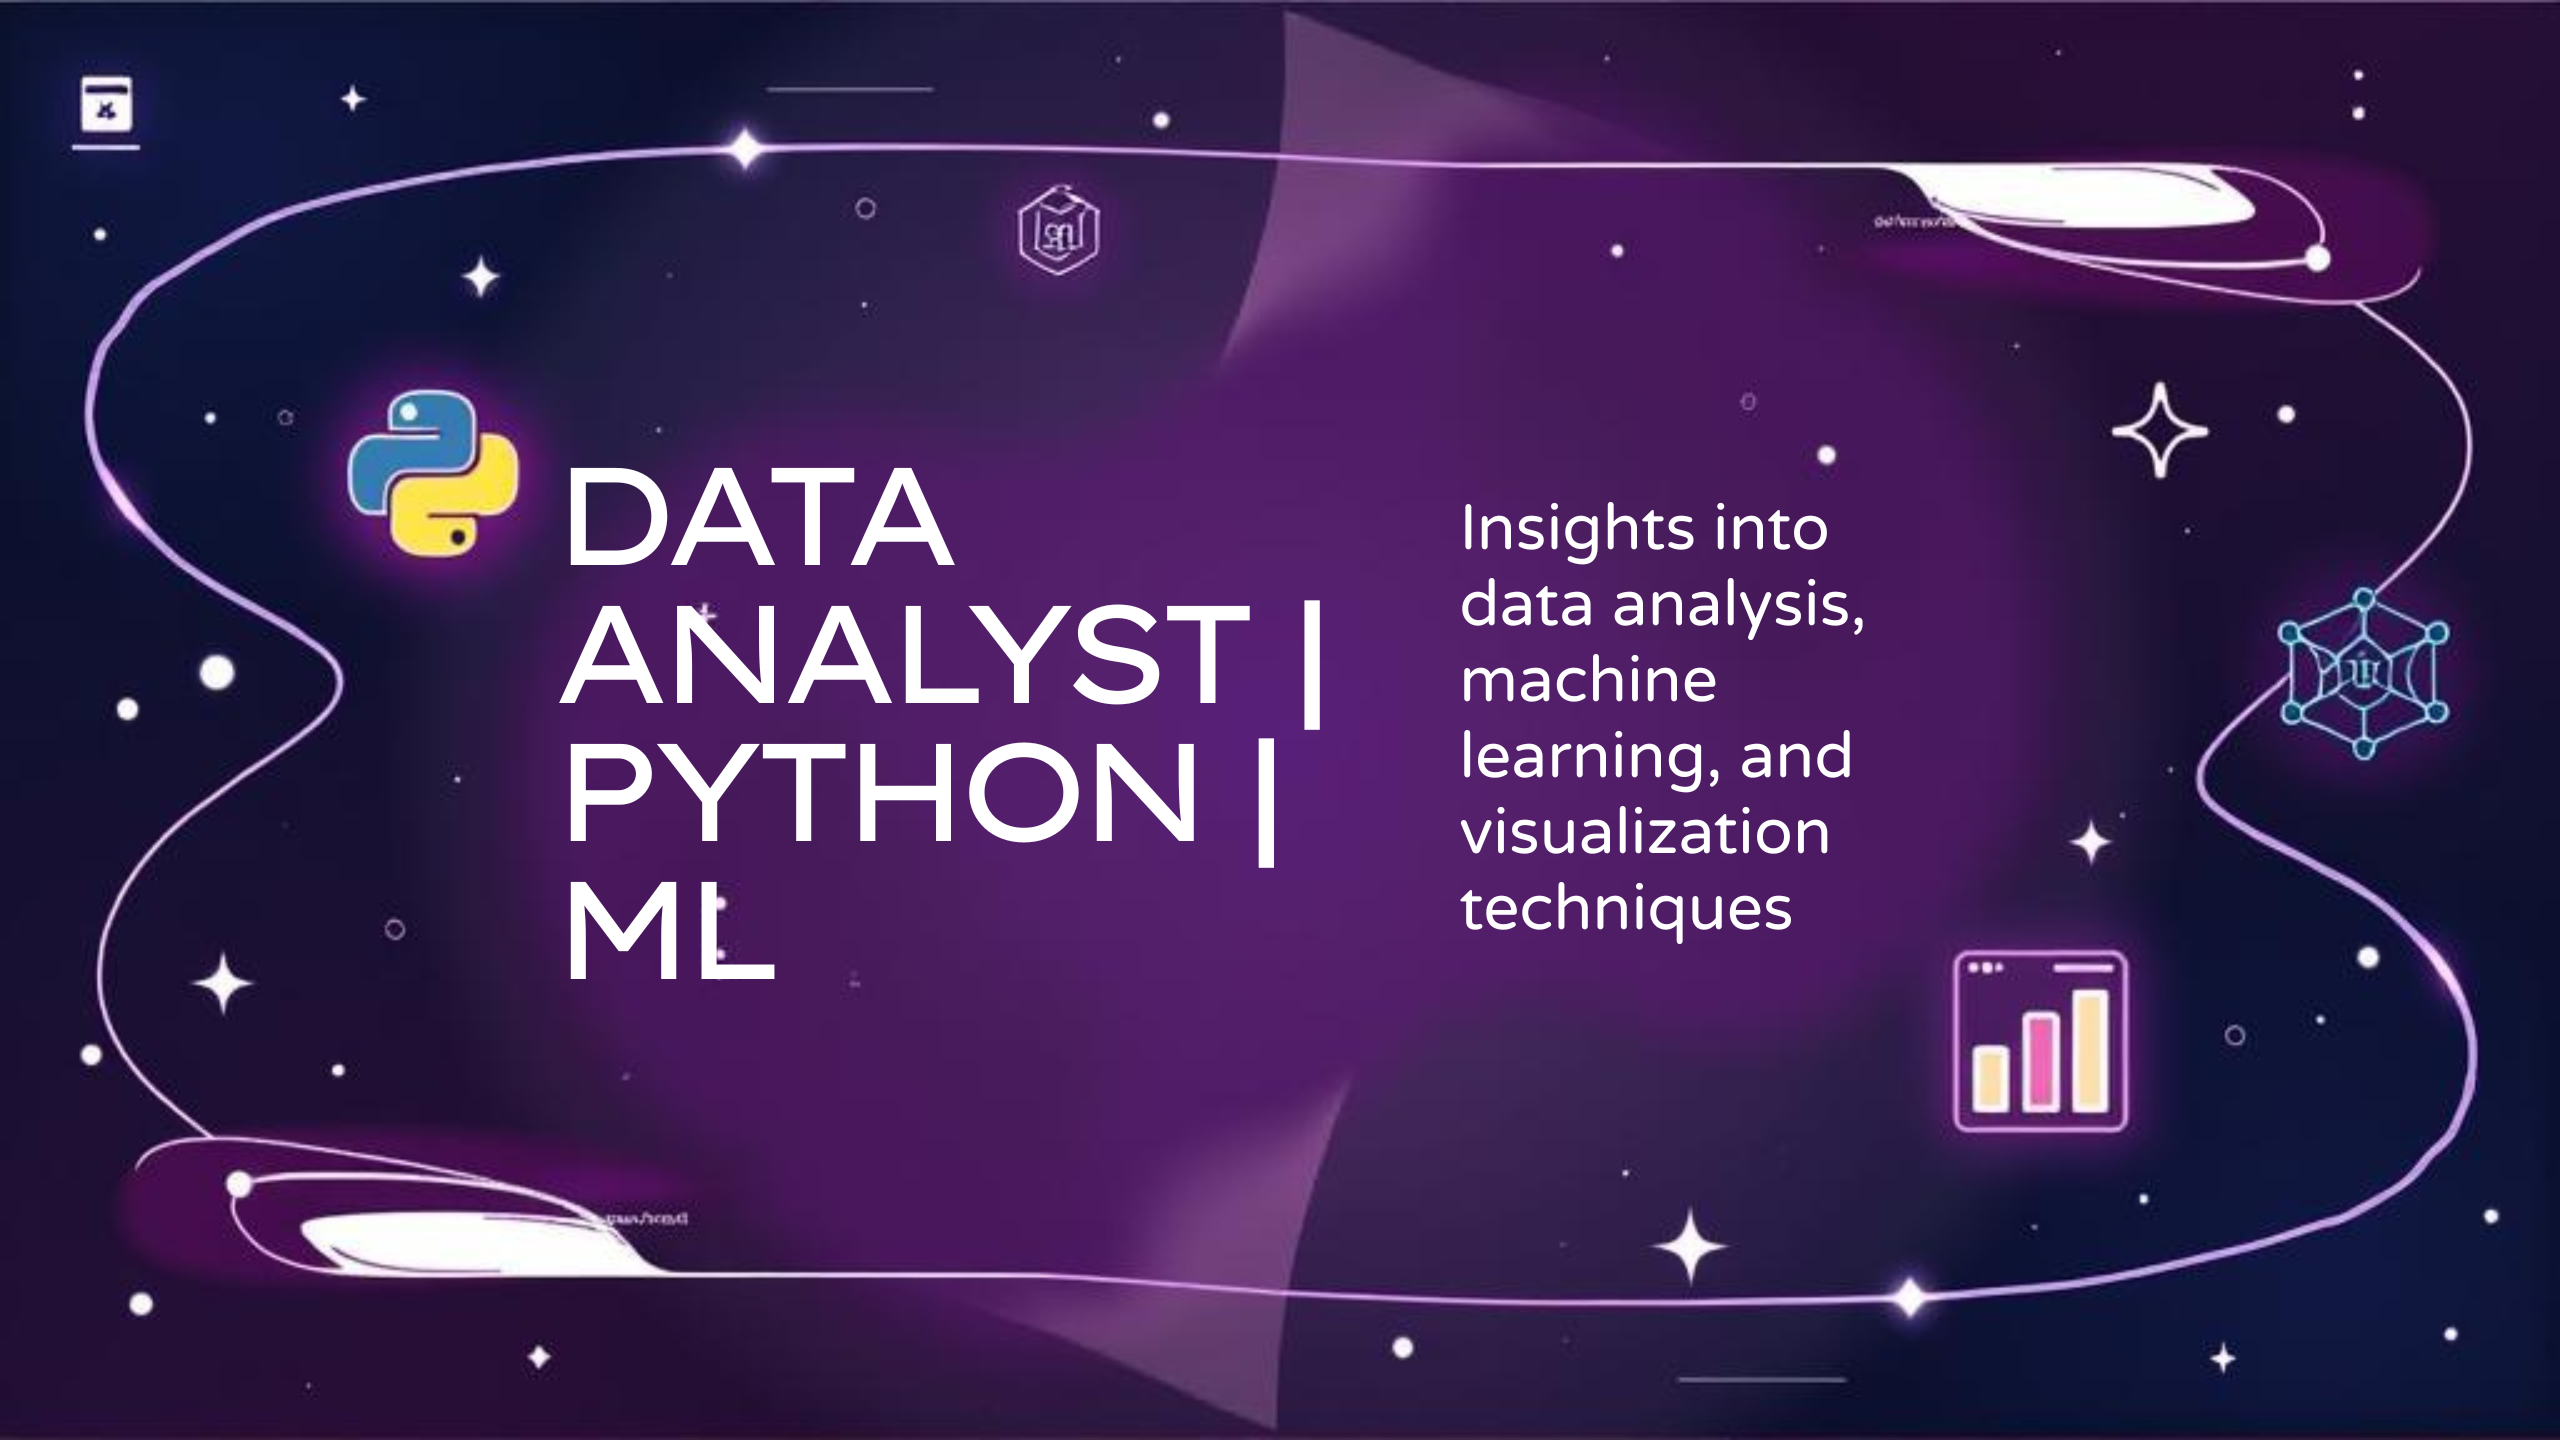 DATA
ANALYST |
PYTHON |
ML
Insights into
data analysis,
machine
learning, and
visualization
techniques